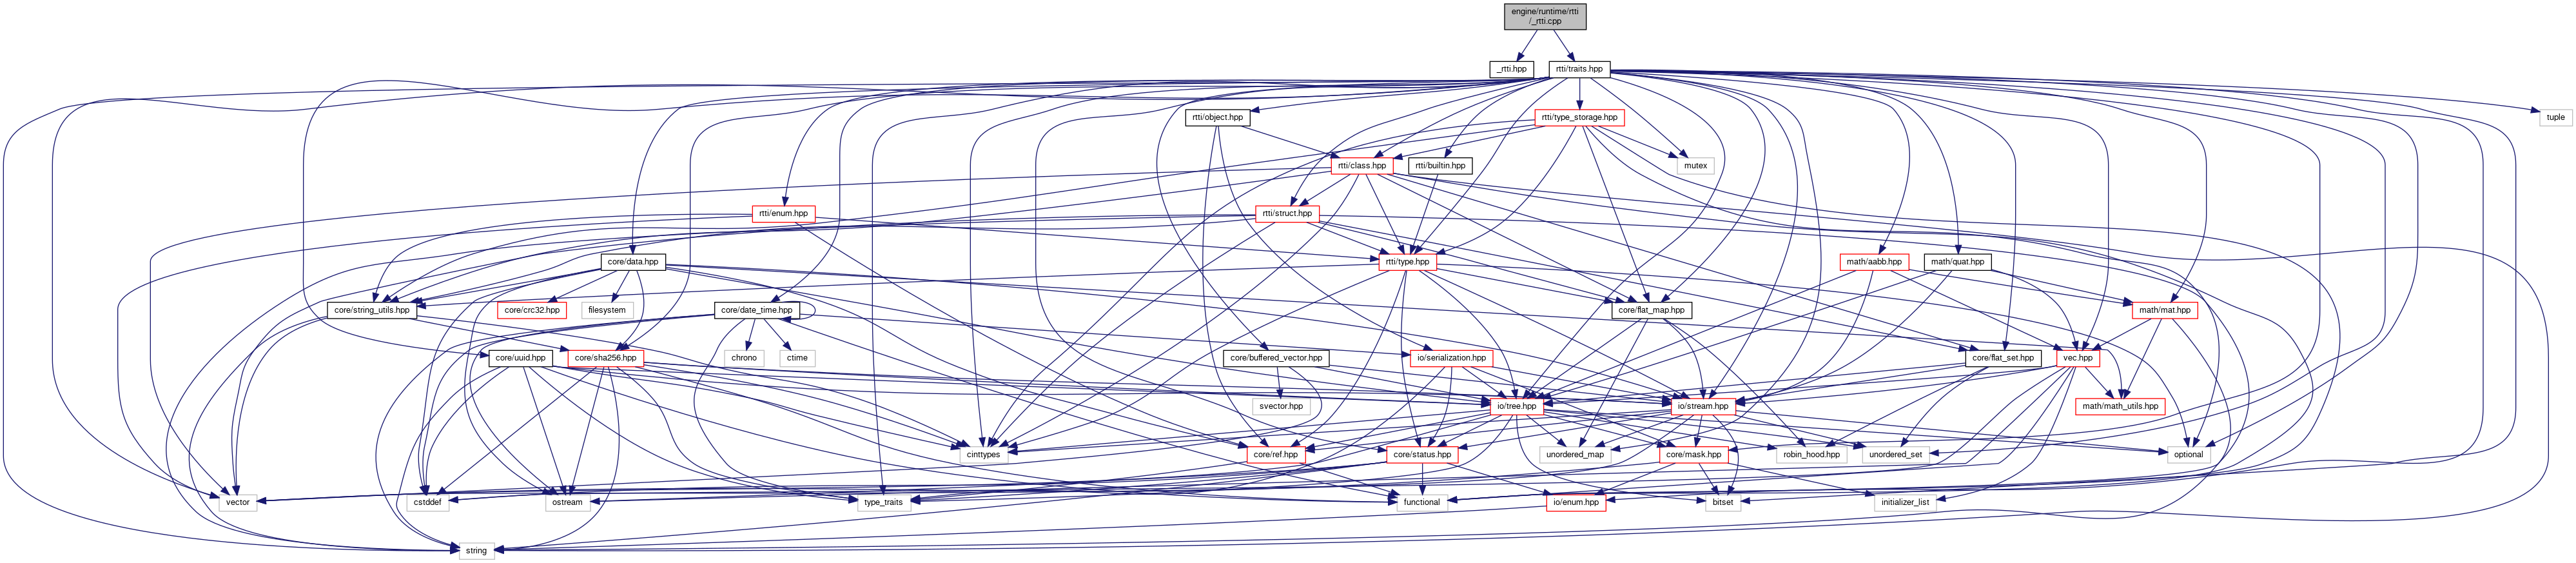 engine/runtime/rtti
/_rtti.cpp
_rtti.hpp
rtti/traits.hpp
rtti/object.hpp
rtti/type_storage.hpp
tuple
rtti/class.hpp
rtti/builtin.hpp
mutex
rtti/enum.hpp
rtti/struct.hpp
core/data.hpp
rtti/type.hpp
math/aabb.hpp
math/quat.hpp
core/string_utils.hpp
core/crc32.hpp
filesystem
core/date_time.hpp
core/flat_map.hpp
math/mat.hpp
core/uuid.hpp
core/sha256.hpp
chrono
ctime
core/buffered_vector.hpp
io/serialization.hpp
core/flat_set.hpp
vec.hpp
svector.hpp
io/tree.hpp
io/stream.hpp
math/math_utils.hpp
cinttypes
core/ref.hpp
core/status.hpp
unordered_map
core/mask.hpp
robin_hood.hpp
unordered_set
optional
vector
cstddef
ostream
type_traits
functional
io/enum.hpp
bitset
initializer_list
string